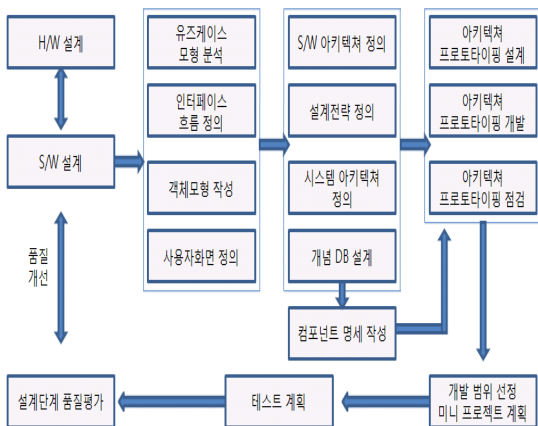 H/W 설계
S/W 설계
품질
개선
설계단계 품질평가
유즈케이스
모형 분석
인터페이스
흐름 정의
객체모형 작성
사용자화면 정의
S/W 아키텍쳐 정의
설계전략 정의
시스템 아키텍쳐
정의
개념 DB 설계
컴포넌트 명세 작성
아키텍쳐
프로토타이핑 설계
아키텍쳐
프로토타이핑 개발
아키텍쳐
프로토타이핑 점검
개발 범위 선정
미니 프로젝트 계획
테스트 계획